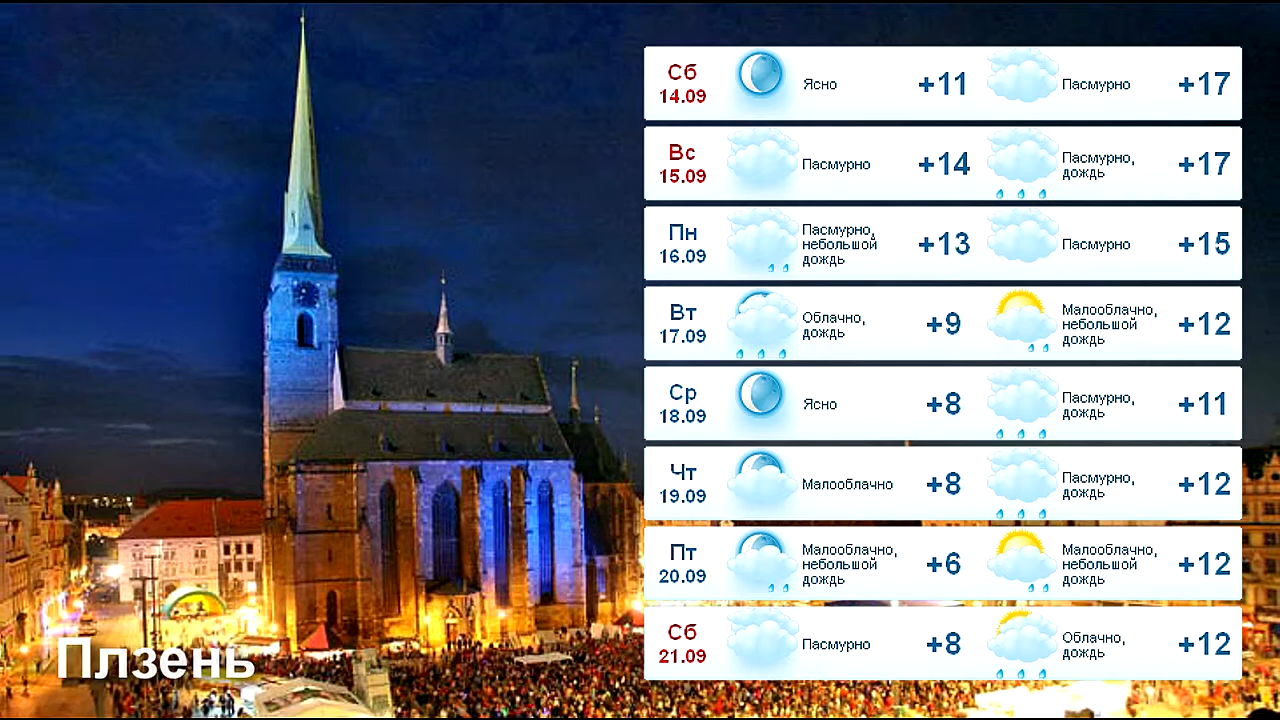 Сб
14.09
Ясно
+11
Пасмурно
+17
Вс
15.09
Пасмурно
+14
Пасмурно,
дождь
+17
Пн
16.09
Пасмурно,
небольшой
дождь
+13
Пасмурно
+15
Вт
17.09
Облачно,
дождь
+9
Малооблачно,
небольшой
дождь
+12
Ср
18.09
Ясно
+8
Пасмурно,
дождь
+11
Чт
19.09
Малооблачно
+8
Пасмурно,
дождь
+12
Пт
20.09
Малооблачно,
небольшой
дождь
+6
Малооблачно,
небольшой
дождь
+12
Сб
21.09
Пасмурно
+8
Облачно,
дождь
+12
Плзень